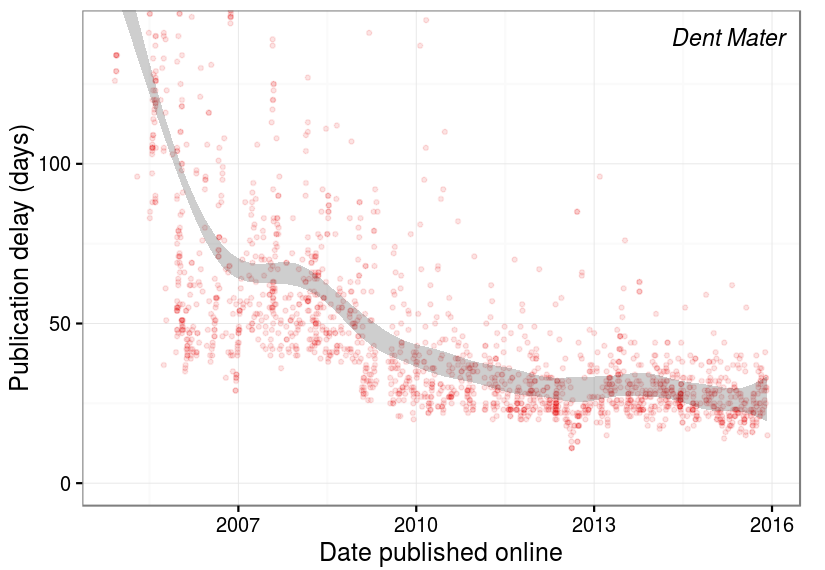 Dent Mater
Publication delay (days)
100
50
0
2007 2010 2013 2016
Date published online